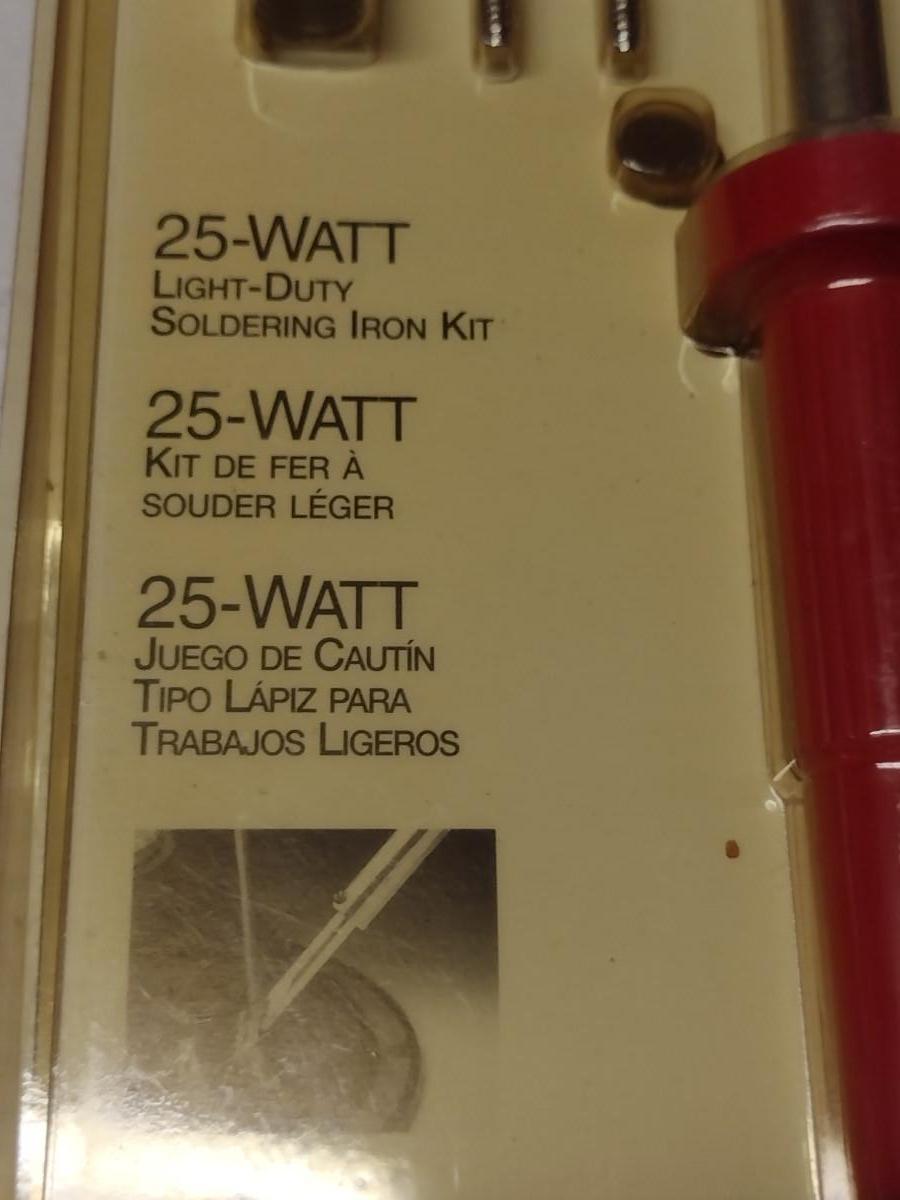 25-WATT
LIGHT-DUTY
SOLDERING IRON KIT
25-WATT
KIT DE FER À
SOUDER LÉGER
25-WATT
JUEGO DE CAUTÍN
TIPO LÁPIZ PARA
TRABAJOS LIGEROS